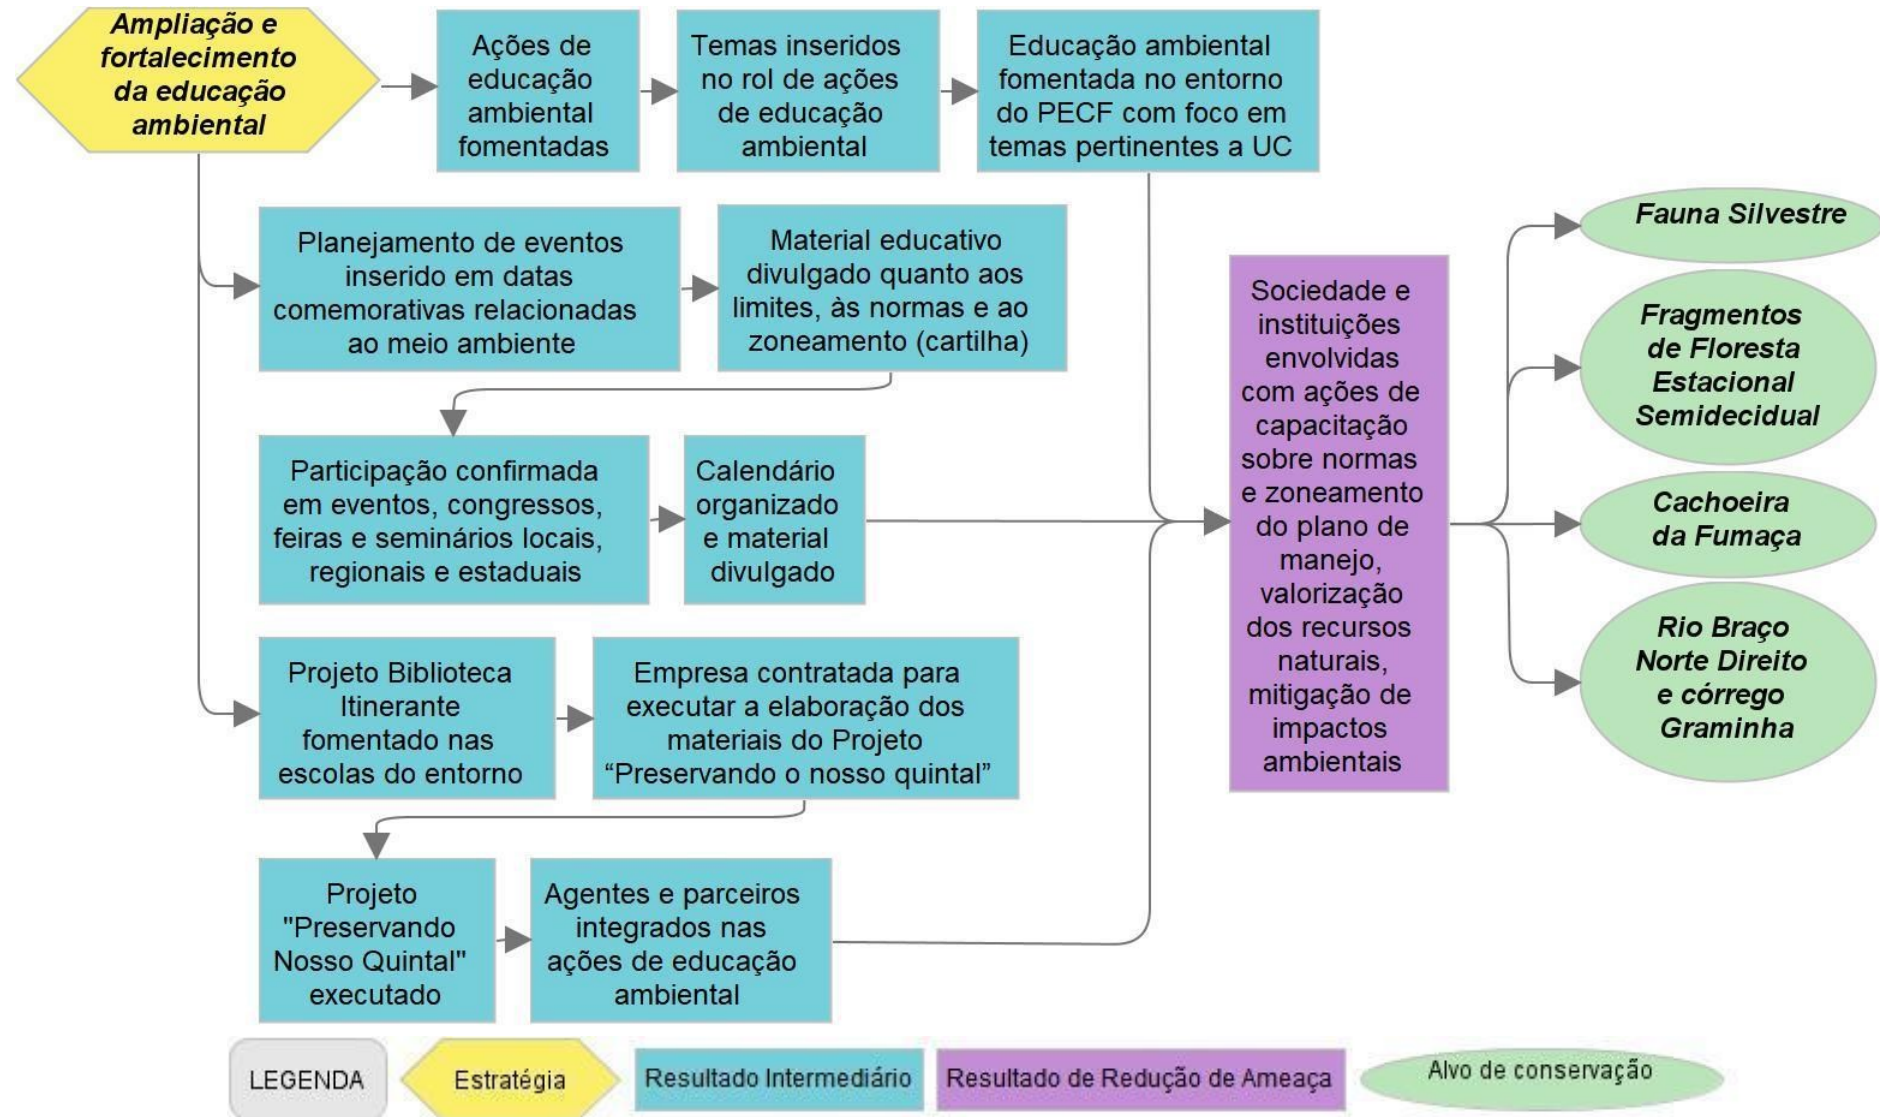 Ampliação e
fortalecimento
da educação
ambiental
Ações de
educação
ambiental
fomentadas
Temas inseridos
no rol de ações
de educação
ambiental
Educação ambiental
fomentada no entorno
do PECF com foco em
temas pertinentes a UC
Planejamento de eventos
inserido em datas
comemorativas relacionadas
ao meio ambiente
Material educativo
divulgado quanto aos
limites, às normas e ao
zoneamento (cartilha)
Participação confirmada
em eventos, congressos,
feiras e seminários locais,
regionais e estaduais
Calendário
organizado
e material
divulgado
Projeto Biblioteca
Itinerante
fomentado nas
escolas do entorno
Empresa contratada para
executar a elaboração dos
materiais do Projeto
“Preservando o nosso quintal”
Projeto
"Preservando
Nosso Quintal"
executado
Agentes e parceiros
integrados nas
ações de educação
ambiental
Sociedade e
instituições
envolvidas
com ações de
capacitação
sobre normas
e zoneamento
do plano de
manejo,
valorização
dos recursos
naturais,
mitigação de
impactos
ambientais
Fauna Silvestre
Fragmentos
de Floresta
Estacional
Semidecidual
Cachoeira
da Fumaça
Rio Braço
Norte Direito
e córrego
Graminha
LEGENDA
Estratégia
Resultado Intermediário
Resultado de Redução de Ameaça
Alvo de conservação